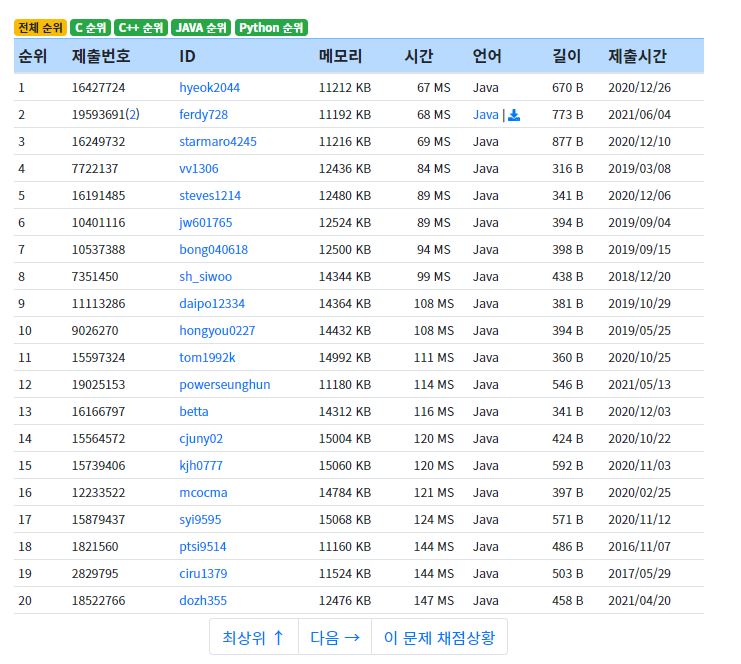 전체 순위 C 순위 C++ 순위 JAVA 순위 Python 순위
순위 제출번호 ID 메모리 시간 언어 길이 제출시간
1 16427724 hyeok2044 11212 KB 67 MS Java 670 B 2020/12/26
2 19593691(2) ferdy728 11192 KB 68 MS Java | 773 B 2021/06/04
3 16249732 starmaro4245 11216 KB 69 MS Java 877 B 2020/12/10
4 7722137 vv1306 12436 KB 84 MS Java 316 B 2019/03/08
5 16191485 steves1214 12480 KB 89 MS Java 341 B 2020/12/06
6 10401116 jw601765 12524 KB 89 MS Java 394 B 2019/09/04
7 10537388 bong040618 12500 KB 94 MS Java 398 B 2019/09/15
8 7351450 sh_siwoo 14344 KB 99 MS Java 438 B 2018/12/20
9 11113286 daipo12334 14364 KB 108 MS Java 381 B 2019/10/29
10 9026270 hongyou0227 14432 KB 108 MS Java 394 B 2019/05/25
11 15597324 tom1992k 14992 KB 111 MS Java 360 B 2020/10/25
12 19025153 powerseunghun 11180 KB 114 MS Java 546 B 2021/05/13
13 16166797 betta 14312 KB 116 MS Java 341 B 2020/12/03
14 15564572 cjuny02 15004 KB 120 MS Java 424 B 2020/10/22
15 15739406 kjh0777 15060 KB 120 MS Java 592 B 2020/11/03
16 12233522 mcocma 14784 KB 121 MS Java 397 B 2020/02/25
17 15879437 syi9595 15068 KB 124 MS Java 571 B 2020/11/12
18 1821560 ptsi9514 11160 KB 144 MS Java 486 B 2016/11/07
19 2829795 ciru1379 11524 KB 144 MS Java 503 B 2017/05/29
20 18522766 dozh355 12476 KB 147 MS Java 458 B 2021/04/20
최상위 ↑ 다음 → 이 문제 채점상황